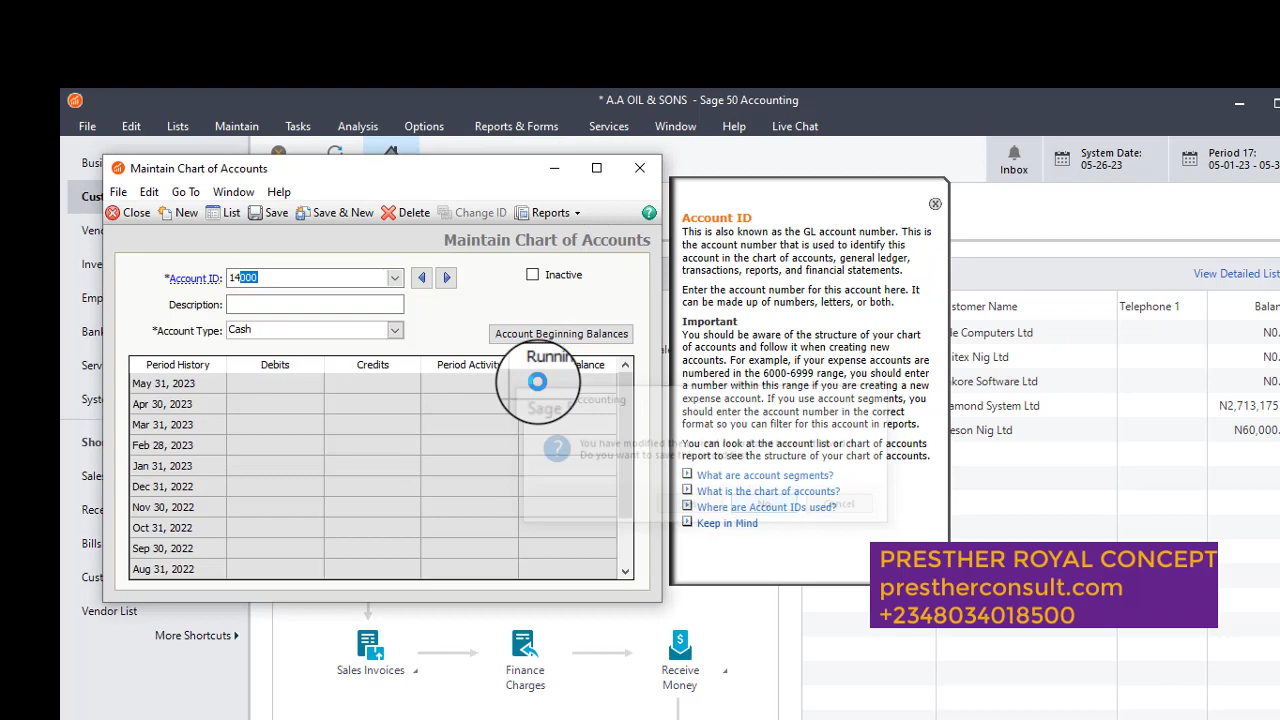 * A.A OIL & SONS - Sage 50 Accounting
File Edit Lists Maintain Tasks Analysis Options Reports & Forms Services Window Help Live Chat
Inbox
System Date:
05-26-23
Period 17:
Maintain Chart of Accounts
File Edit Go To Window Help
Close New List Save Save & New Delete Change ID Reports
Maintain Chart of Accounts
*Account ID: 14000
Inactive
Description:
*Account Type: Cash
Account Beginning Balances
Period History Debits Credits Period Activity
May 31, 2023
Apr 30, 2023
Mar 31, 2023
Feb 28, 2023
Jan 31, 2023
Dec 31, 2022
Nov 30, 2022
Oct 31, 2022
Sep 30, 2022
Aug 31, 2022
Account ID
This is also known as the GL account number. This is
the account number that is used to identify this
account in the chart of accounts, general ledger,
transactions, reports, and financial statements.
Enter the account number for this account here. It
can be made up of numbers, letters, or both.
Important
You should be aware of the structure of your chart
of accounts and follow it when creating new
accounts. For example, if your expense accounts are
numbered in the 6000-6999 range, you should enter
a number within this range if you are creating a new
expense account. If you use account segments, you
should enter the account number in the correct
format so you can filter for this account in reports.
You can look at the account list or chart of accounts
report to see the structure of your chart of accounts.
What are account segments?
What is the chart of accounts?
Where are Account IDs used?
Keep in Mind
You have modified the
Do you want to save
Cancel
View Detailed List
Telephone 1
Computers Ltd
Nig Ltd
Software Ltd
Ltd N2,713,175
Nig Ltd N60,000.
Vendor List
More Shortcuts
Sales Invoices
Finance
Charges
Receive
Money
PRESTHER ROYAL CONCEPT
prestherconsult.com
+2348034018500